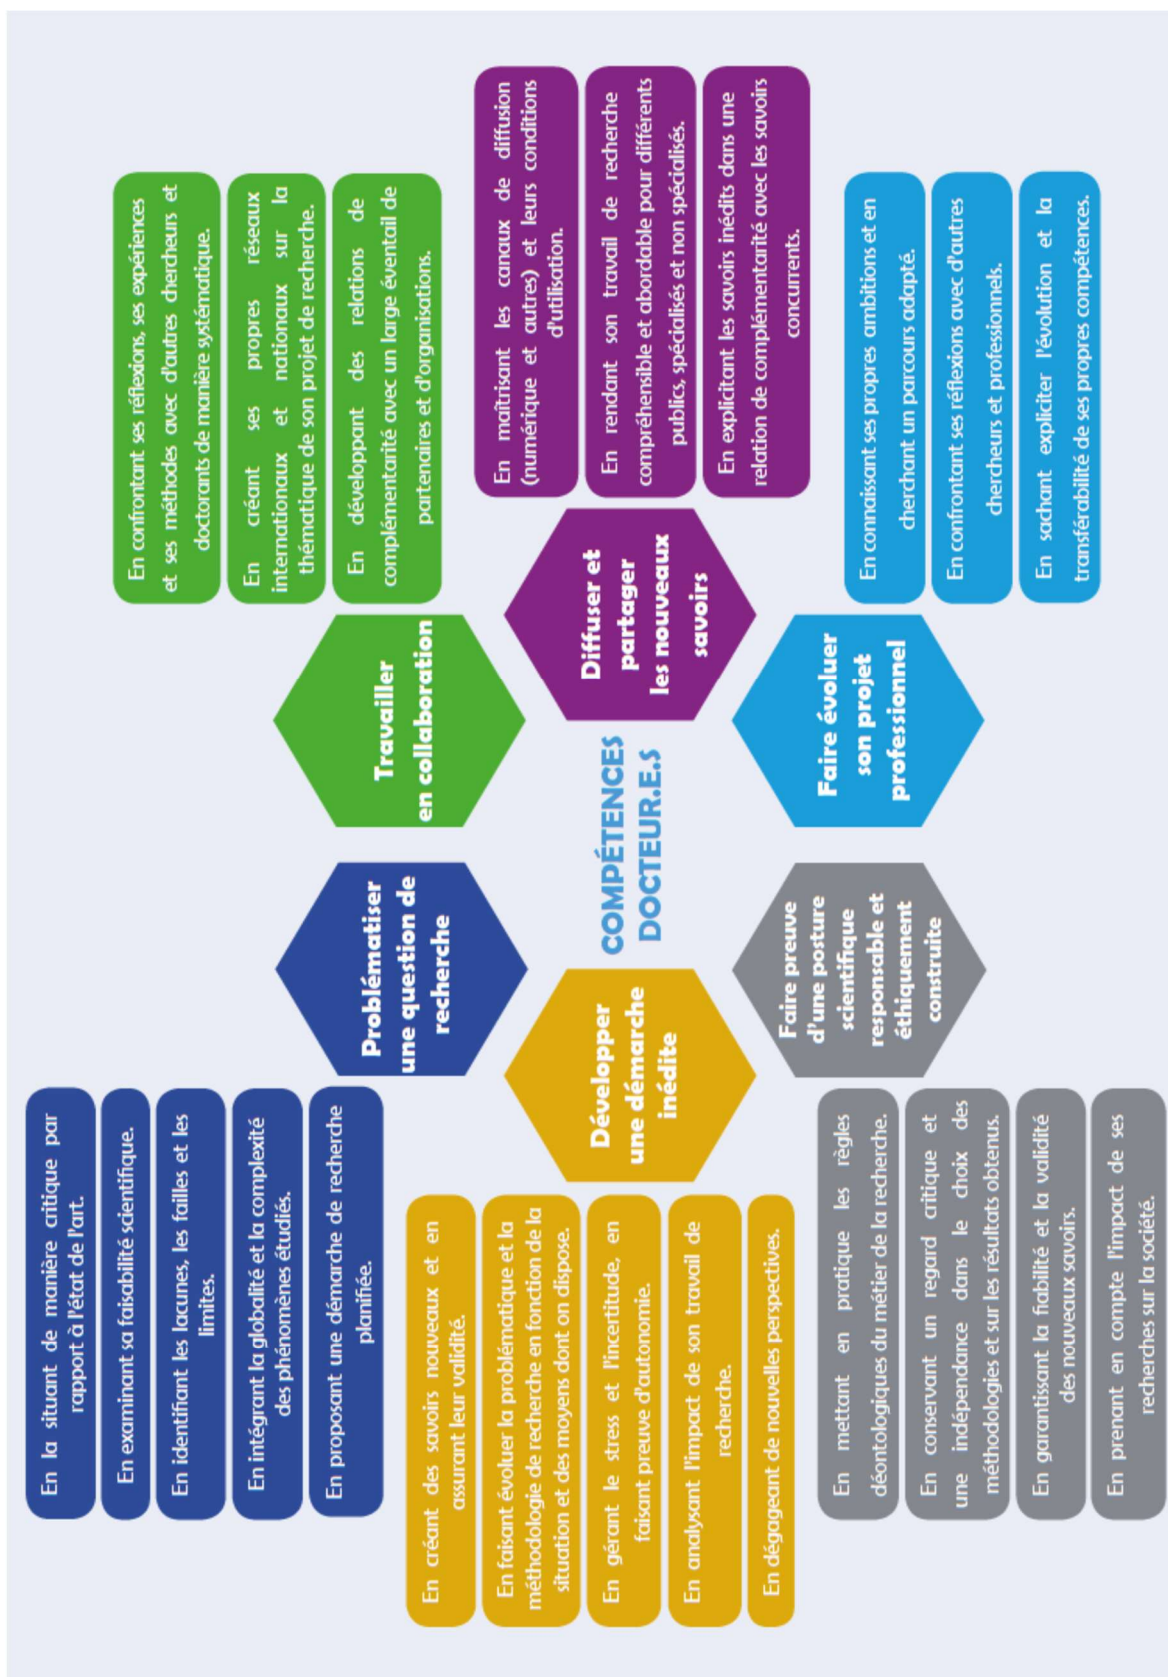 En la situant de manière critique par
rapport à l'état de l'art.
En examinant sa faisabilité scientifique.
En identifiant les lacunes, les failles et les
limites.
En intégrant la globalité et la complexité
des phénomènes étudiés.
En proposant une démarche de recherche
planifiée.
Problématiser
une question de
recherche
Travailler
en collaboration
En confrontant ses réflexions, ses expériences
et ses méthodes avec d'autres chercheurs et
doctorants de manière systématique.
En créant ses propres réseaux
internationaux et nationaux sur la
thématique de son projet de recherche.
En développant des relations de
complémentarité avec un large éventail de
partenaires et d'organisations.
En créant des savoirs nouveaux et en
assurant leur validité.
En faisant évoluer la problématique et la
méthodologie de recherche en fonction de la
situation et des moyens dont on dispose.
En gérant le stress et l'incertitude, en
faisant preuve d'autonomie.
En analysant l'impact de son travail de
recherche.
En dégageant de nouvelles perspectives.
Développer
une démarche
inédite
COMPÉTENCES
DOCTEUR.E.S
Diffuser et
partager
les nouveaux
savoirs
En maîtrisant les canaux de diffusion
(numérique et autres) et leurs conditions
d'utilisation.
En rendant son travail de recherche
compréhensible et abordable pour différents
publics, spécialisés et non spécialisés.
En explicitant les savoirs inédits dans une
relation de complémentarité avec les savoirs
concurrents.
En mettant en pratique les règles
déontologiques du métier de la recherche.
En conservant un regard critique et
une indépendance dans le choix des
méthodologies et sur les résultats obtenus.
En garantissant la fiabilité et la validité
des nouveaux savoirs.
En prenant en compte l'impact de ses
recherches sur la société.
Faire preuve
d'une posture
scientifique
responsable et
éthiquement
construite
Faire évoluer
son projet
professionnel
En connaissant ses propres ambitions et en
cherchant un parcours adapté.
En confrontant ses réflexions avec d'autres
chercheurs et professionnels.
En sachant expliciter l'évolution et la
transférabilité de ses propres compétences.